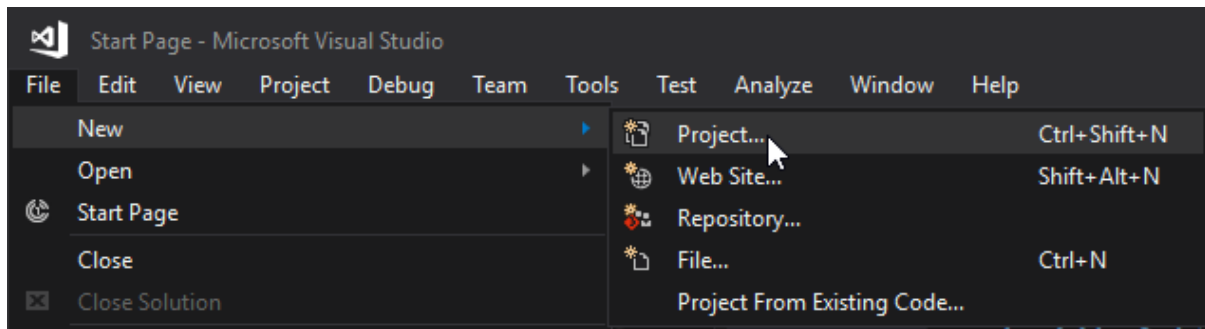 Start Page - Microsoft Visual Studio
File Edit View Project Debug Team Tools Test Analyze Window Help
New
Open
Start Page
Close
Close Solution
Project... Ctrl+Shift+N
Web Site... Shift+Alt+N
Repository...
File... Ctrl+N
Project From Existing Code...